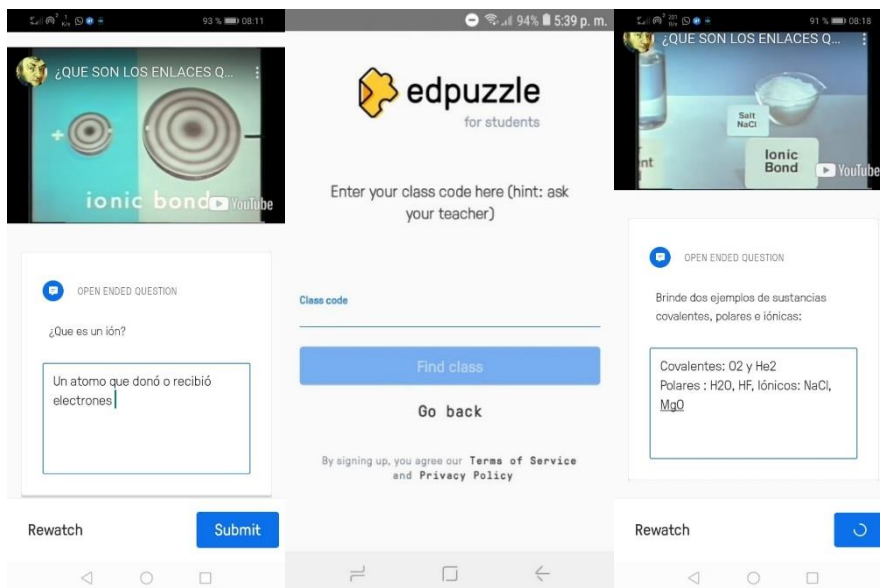 93 % 08:11
¿QUE SON LOS ENLACES Q...
ionic bond
YouTube
OPEN ENDED QUESTION
¿Que es un ión?
Un atomo que donó o recibió
electrones
Rewatch
Submit
94% 5:39 p. m.
edpuzzle
for students
Enter your class code here (hint: ask
your teacher)
Class code
Find class
Go back
By signing up, you agree our Terms of Service
and Privacy Policy
91 % 08:18
¿QUE SON LOS ENLACES Q...
Salt
NaCl
Ionic
Bond
YouTube
OPEN ENDED QUESTION
Brinde dos ejemplos de sustancias
covalentes, polares e iónicas:
Covalentes: O2 y He2
Polares : H2O, HF, Iónicos: NaCl,
MgO
Rewatch